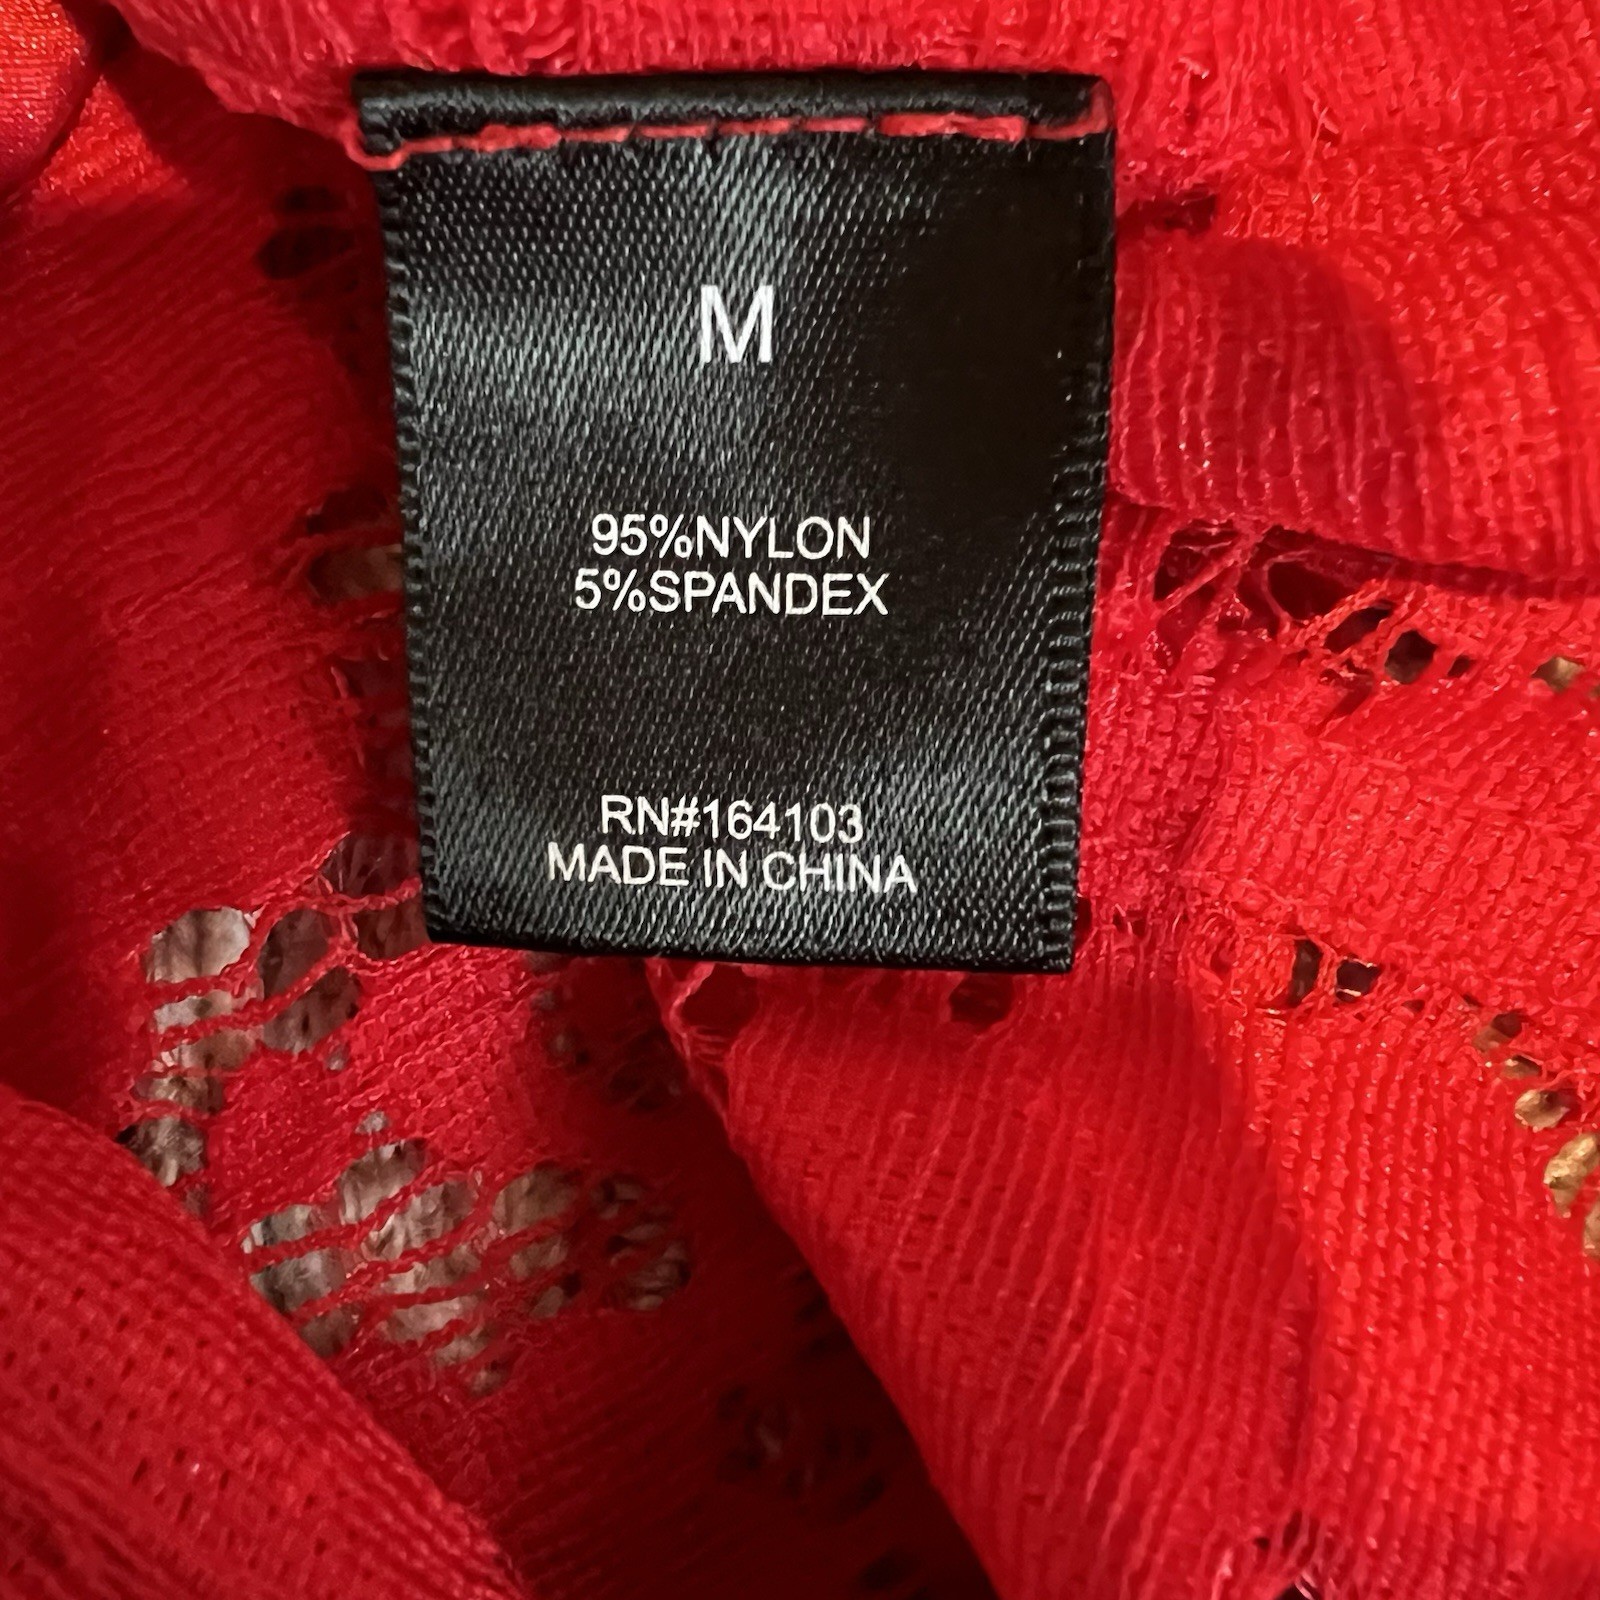 M
95%NYLON
5%SPANDEX
RN#164103
MADE IN CHINA